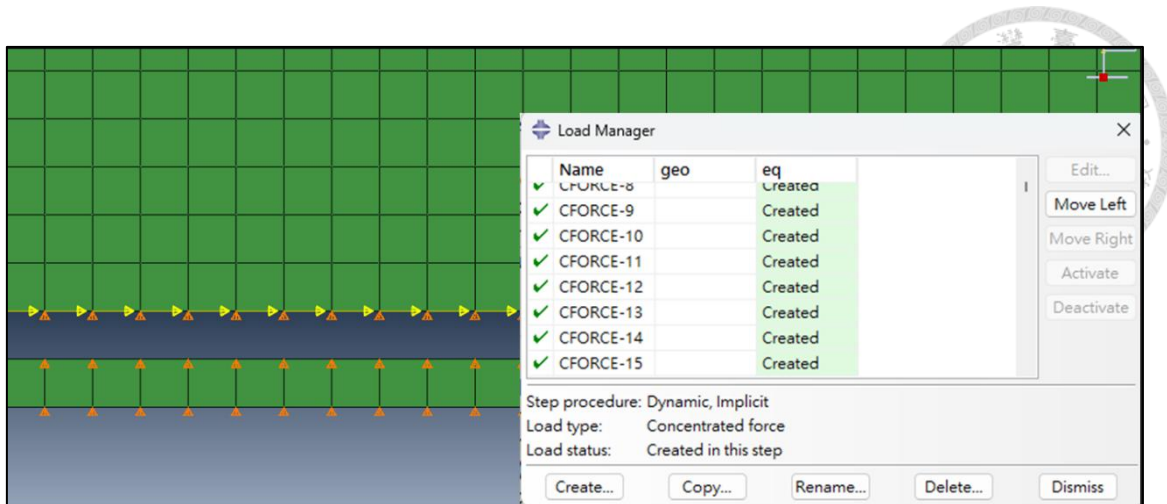 Load Manager
Name geo eq
CFORCE-8 Created
CFORCE-9 Created
CFORCE-10 Created
CFORCE-11 Created
CFORCE-12 Created
CFORCE-13 Created
CFORCE-14 Created
CFORCE-15 Created
Edit...
Move Left
Move Right
Activate
Deactivate
Step procedure: Dynamic, Implicit
Load type: Concentrated force
Load status: Created in this step
Create... Copy... Rename... Delete... Dismiss